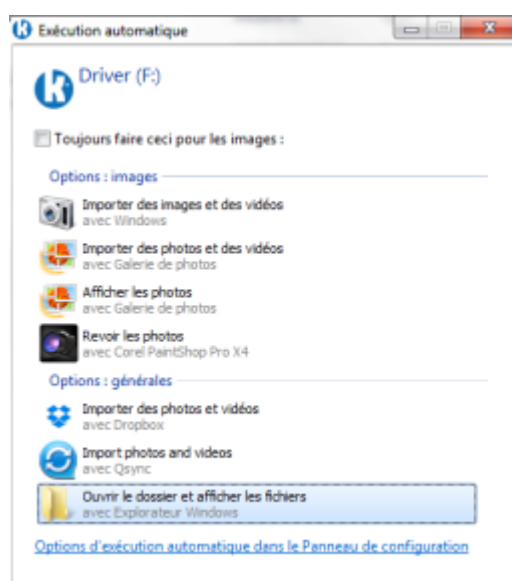 Exécution automatique
Driver (F:)
Toujours faire ceci pour les images :
Options : images
Importer des images et des vidéos
avec Windows
Importer des photos et des vidéos
avec Galerie de photos
Afficher les photos
avec Galerie de photos
Revoir les photos
avec Corel PaintShop Pro X4
Options : générales
Importer des photos et vidéos
avec Dropbox
Import photos and videos
avec Qsync
Ouvrir le dossier et afficher les fichiers
avec Explorateur Windows
Options d'exécution automatique dans le Panneau de configuration